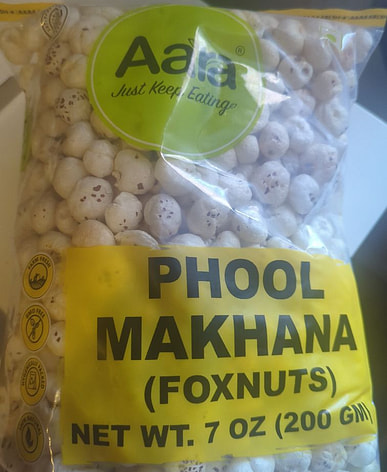 Aara®
Just Keep Eating
PHOOL
MAKHANA
(FOXNUTS)
NET WT. 7 OZ (200 GM)